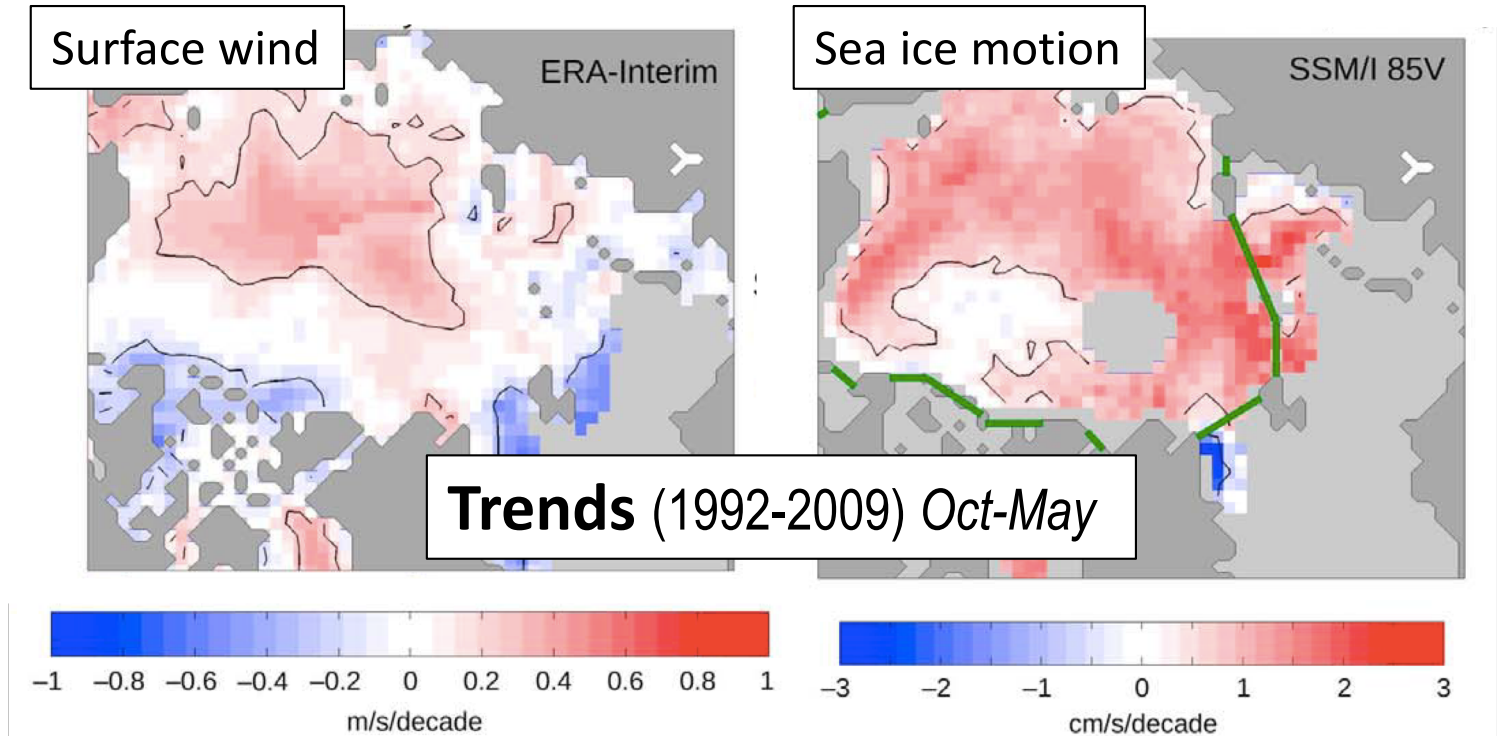 Surface wind
ERA-Interim
Sea ice motion
SSM/I 85V
Trends (1992-2009) Oct-May
–1 –0.8 –0.6 –0.4 –0.2 0 0.2 0.4 0.6 0.8 1
m/s/decade
–3 –2 –1 0 1 2 3
cm/s/decade